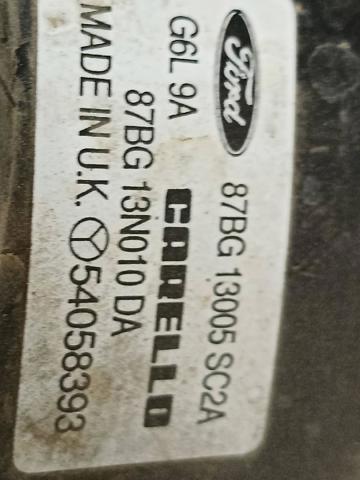 Ford 87BG 13005 SC2A
G6L 9A CARELLO
87BG 13N010 DA
MADE IN U.K. 54058393